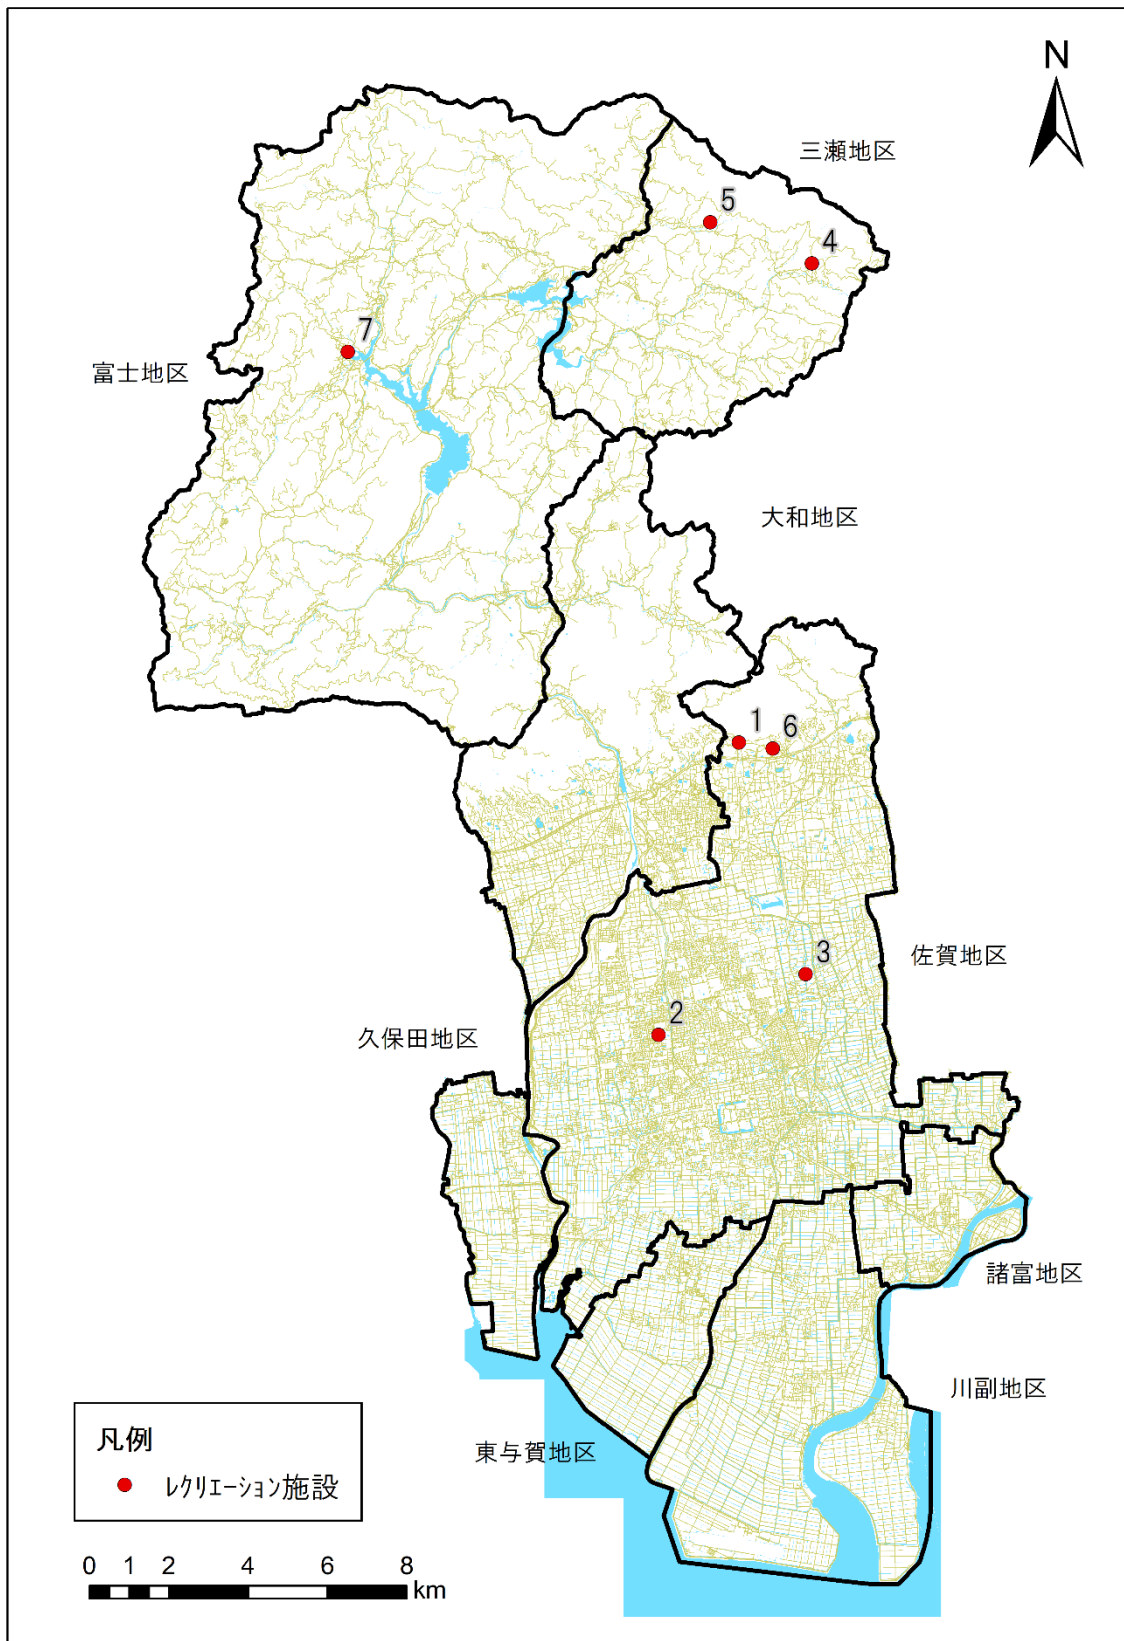 N
三瀬地区
5
4
7
富士地区
大和地区
1
6
佐賀地区
3
2
久保田地区
諸富地区
川副地区
東与賀地区
凡例
ﾚｸﾘｴｰｼｮﾝ施設
0 1 2 4 6 8
km